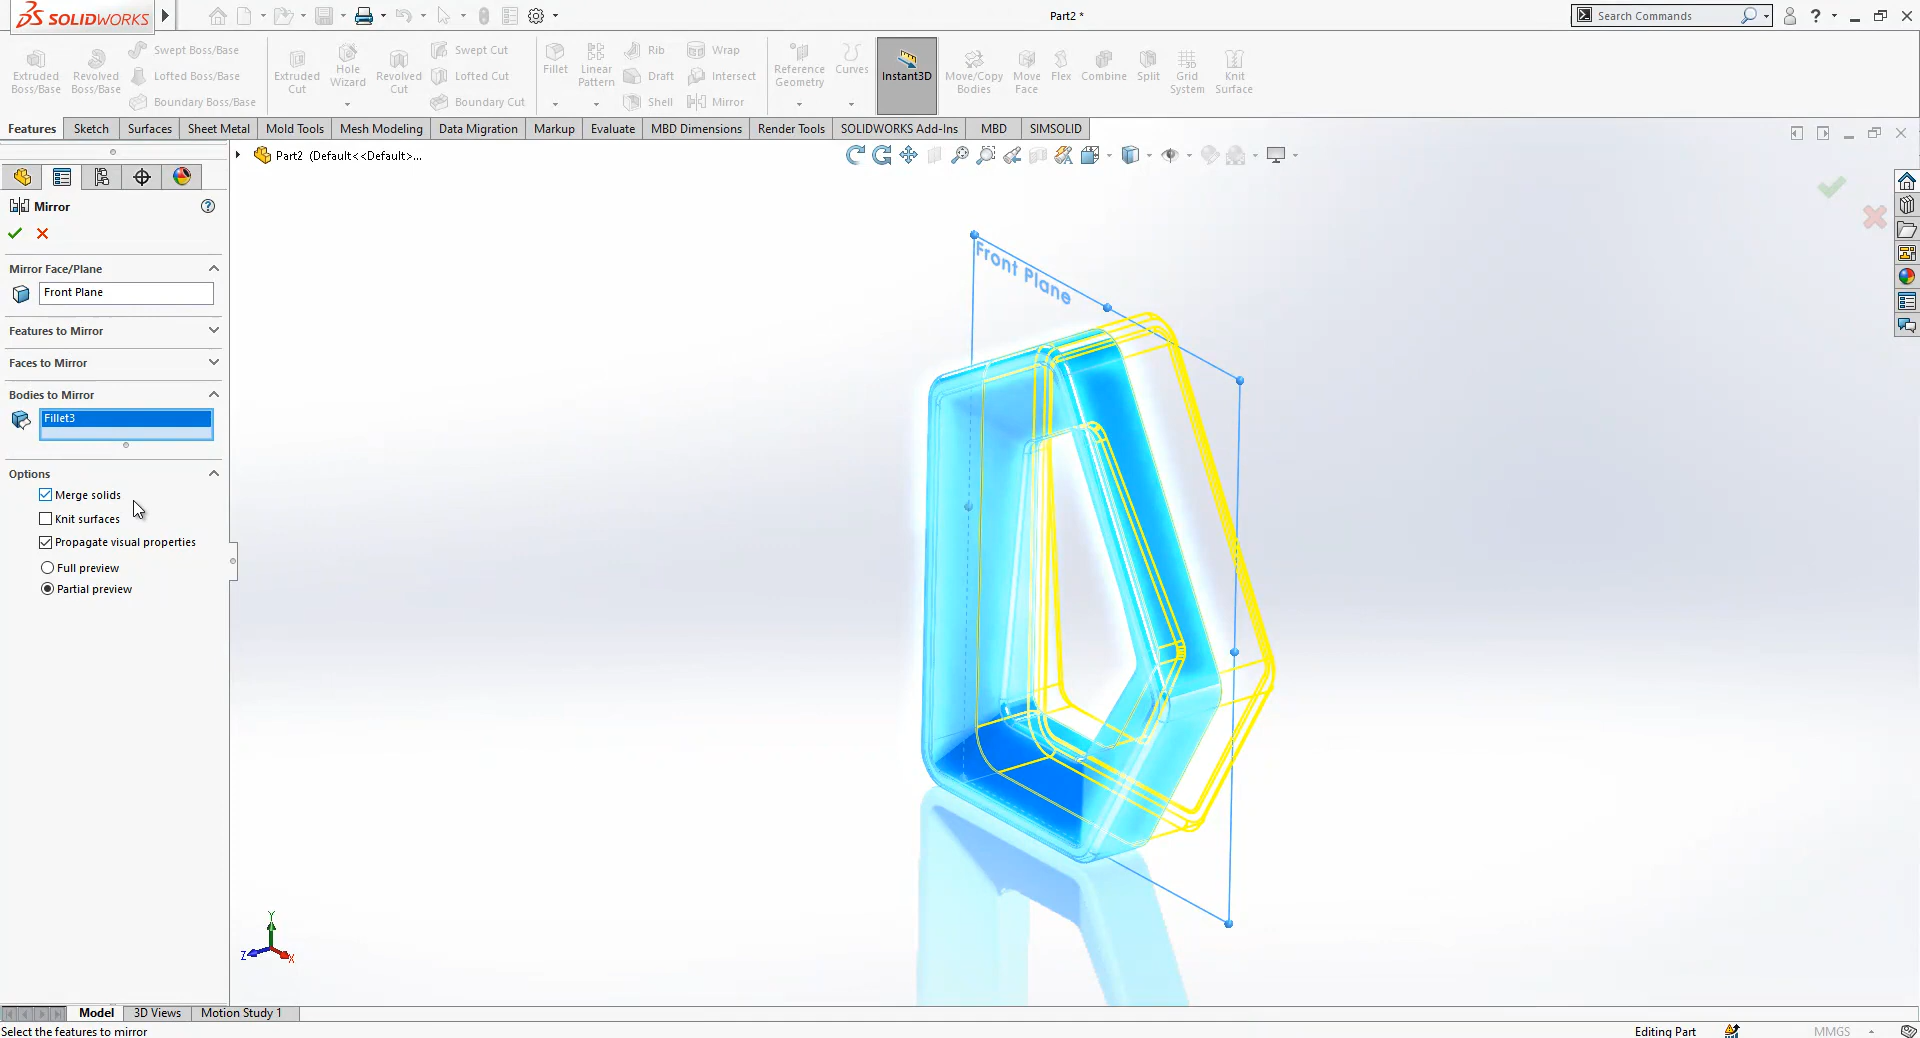 SOLIDWORKS
Part2 *
Search Commands
?
Extruded Boss/Base
Revolved Boss/Base
Swept Boss/Base
Lofted Boss/Base
Boundary Boss/Base
Extruded Cut
Hole Wizard
Revolved Cut
Swept Cut
Lofted Cut
Boundary Cut
Fillet
Linear Pattern
Rib
Draft
Shell
Wrap
Intersect
Mirror
Reference Geometry
Curves
Instant3D
Move/Copy Bodies
Move Face
Flex
Combine
Split
Grid System
Knit Surface
Features
Sketch
Surfaces
Sheet Metal
Mold Tools
Mesh Modeling
Data Migration
Markup
Evaluate
MBD Dimensions
Render Tools
SOLIDWORKS Add-Ins
MBD
SIMSOLID
Part2 (Default<<Default>...
Mirror
?
Mirror Face/Plane
Front Plane
Features to Mirror
Faces to Mirror
Bodies to Mirror
Fillet3
Options
Merge solids
Knit surfaces
Propagate visual properties
Full preview
Partial preview
Front Plane
Y
Z
X
Model
3D Views
Motion Study 1
Select the features to mirror
Editing Part
MMGS